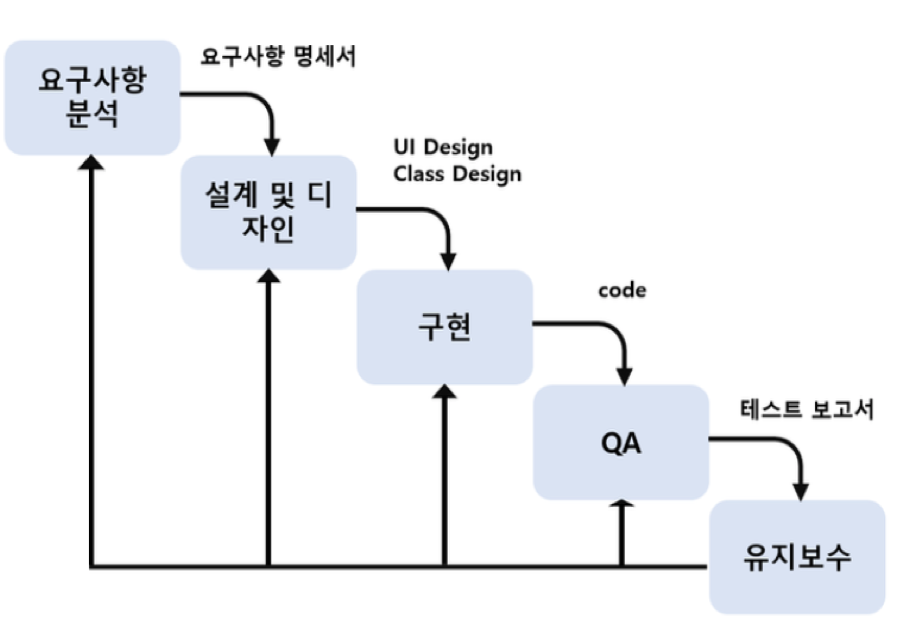 요구사항 명세서
요구사항
분석
UI Design
Class Design
설계 및 디
자인
code
구현
테스트 보고서
QA
유지보수